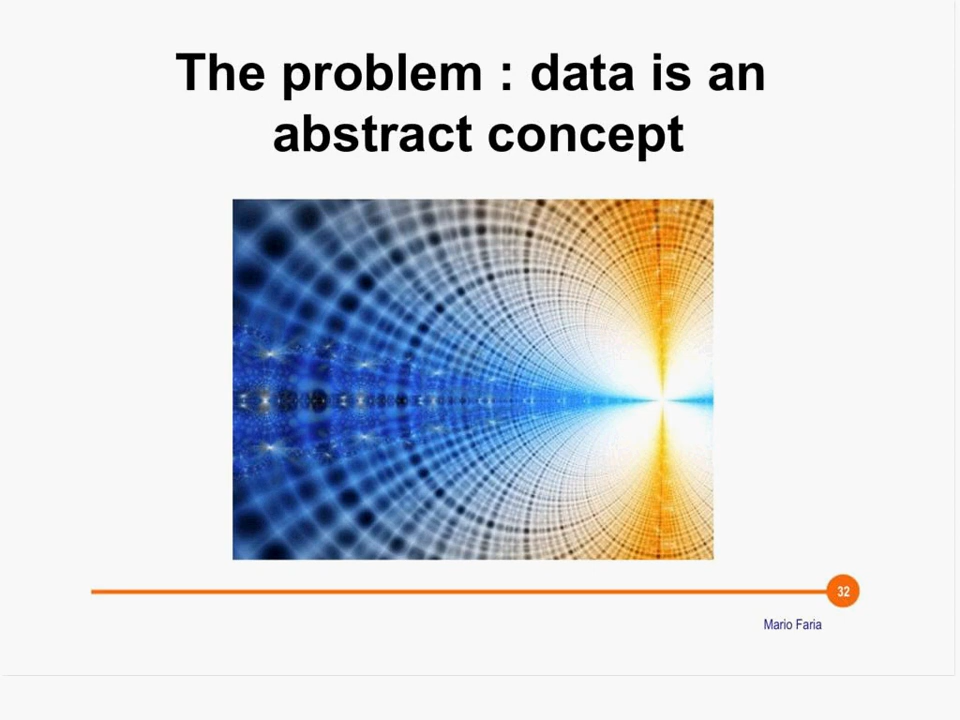 The problem : data is an
abstract concept
32
Mario Faria